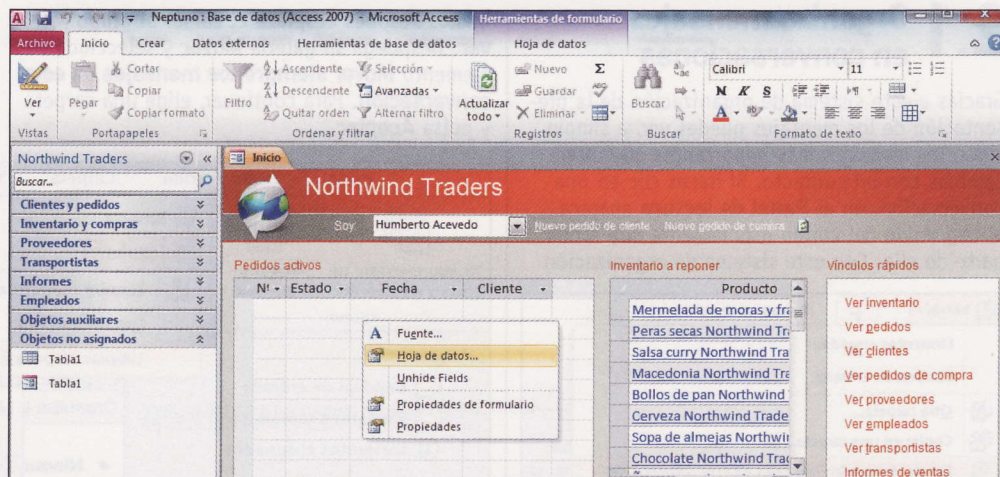 Neptuno : Base de datos (Access 2007) - Microsoft Access
Herramientas de formulario
Archivo Inicio Crear Datos externos Herramientas de base de datos Hoja de datos
Ver
Vistas
Pegar
Cortar
Copiar
Copiar formato
Portapapeles
Filtro
Ascendente
Descendente
Quitar orden
Selección
Avanzadas
Alternar filtro
Ordenar y filtrar
Actualizar
todo
Nuevo
Guardar
Eliminar
Σ
Registros
Buscar
Buscar
Calibri 11
N K S
A ab
Formato de texto
Northwind Traders
Buscar...
Clientes y pedidos
Inventario y compras
Proveedores
Transportistas
Informes
Empleados
Objetos auxiliares
Objetos no asignados
Tabla1
Tabla1
Inicio
Northwind Traders
Soy Humberto Acevedo Nuevo pedido de cliente Nuevo pedido de compra
Pedidos activos
Estado Fecha Cliente
A Fuente...
Hoja de datos...
Unhide Fields
Propiedades de formulario
Propiedades
Inventario a reponer
Producto
Mermelada de moras y fra
Peras secas Northwind Tra
Salsa curry Northwind Tra
Macedonia Northwind Tra
Bollos de pan Northwind
Cerveza Northwind Trade
Sopa de almejas Northwin
Chocolate Northwind Trad
Vínculos rápidos
Ver inventario
Ver pedidos
Ver clientes
Ver pedidos de compra
Ver proveedores
Ver empleados
Ver transportistas
Informes de ventas